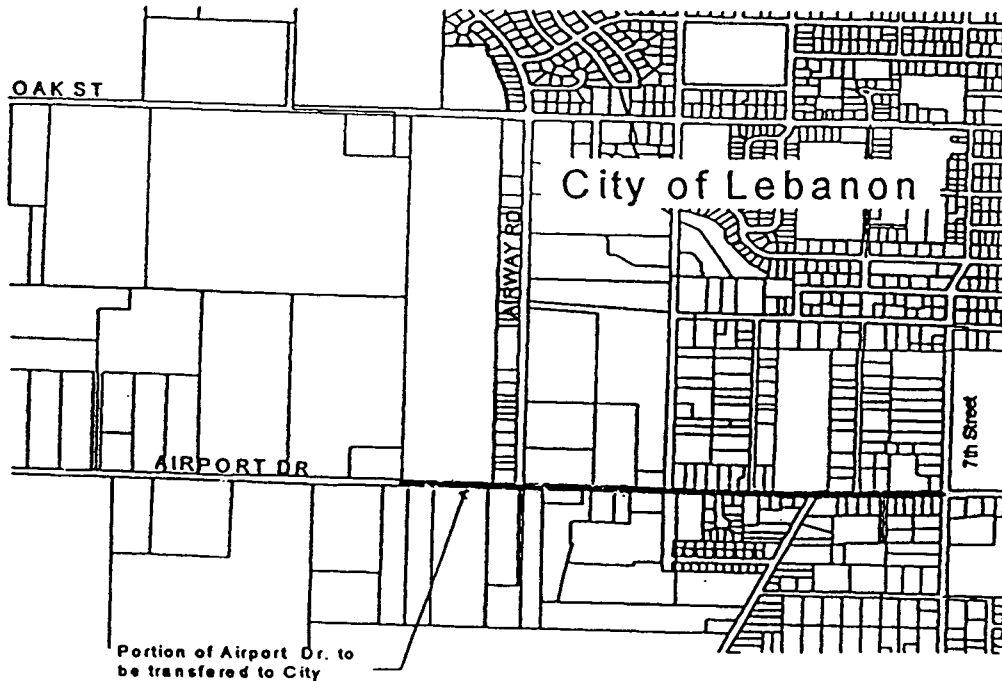 OAK ST
City of Lebanon
AIRWAY RD
7th Street
AIRPORT DR
Portion of Airport Dr. to
be transfered to City